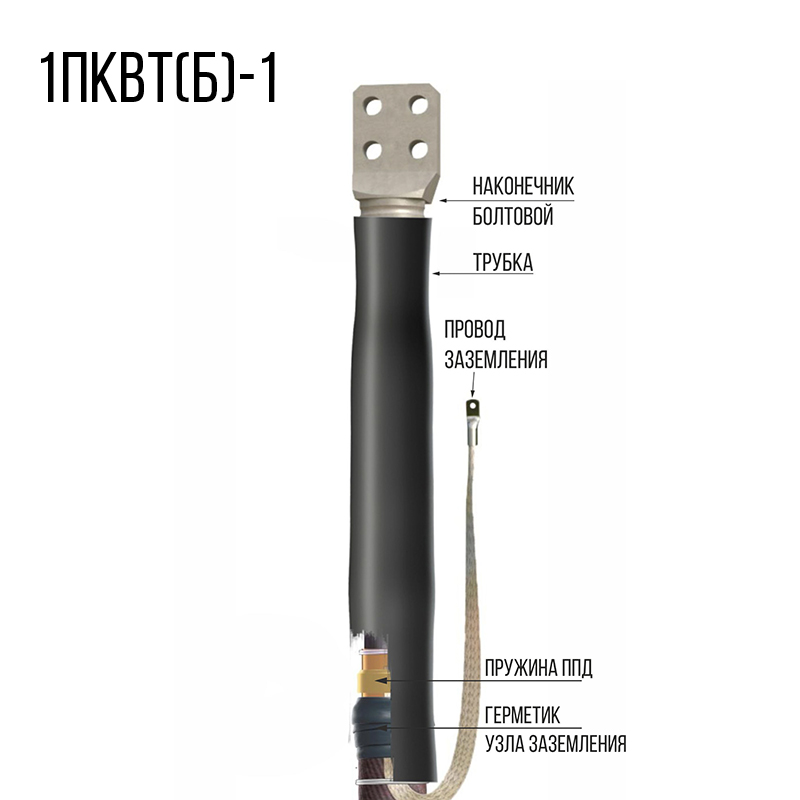 1ПКВТ(Б)-1
НАКОНЕЧНИК
БОЛТОВОЙ
ТРУБКА
ПРОВОД
ЗАЗЕМЛЕНИЯ
ПРУЖИНА ППД
ГЕРМЕТИК
УЗЛА ЗАЗЕМЛЕНИЯ